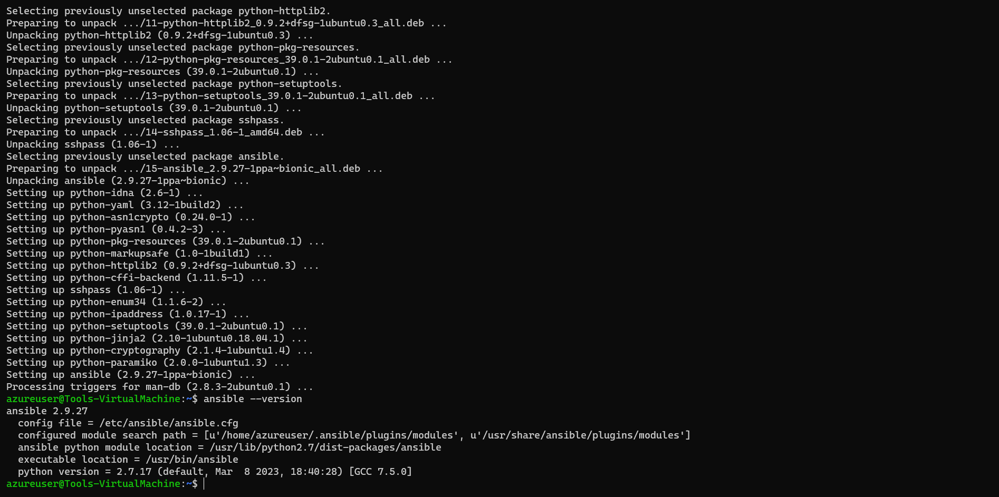 Selecting previously unselected package python-httplib2.
Preparing to unpack .../11-python-httplib2_0.9.2+dfsg-1ubuntu0.3_all.deb ...
Unpacking python-httplib2 (0.9.2+dfsg-1ubuntu0.3) ...
Selecting previously unselected package python-pkg-resources.
Preparing to unpack .../12-python-pkg-resources_39.0.1-2ubuntu0.1_all.deb ...
Unpacking python-pkg-resources (39.0.1-2ubuntu0.1) ...
Selecting previously unselected package python-setuptools.
Preparing to unpack .../13-python-setuptools_39.0.1-2ubuntu0.1_all.deb ...
Unpacking python-setuptools (39.0.1-2ubuntu0.1) ...
Selecting previously unselected package sshpass.
Preparing to unpack .../14-sshpass_1.06-1_amd64.deb ...
Unpacking sshpass (1.06-1) ...
Selecting previously unselected package ansible.
Preparing to unpack .../15-ansible_2.9.27-1ppa~bionic_all.deb ...
Unpacking ansible (2.9.27-1ppa~bionic) ...
Setting up python-idna (2.6-1) ...
Setting up python-yaml (3.12-1build2) ...
Setting up python-asn1crypto (0.24.0-1) ...
Setting up python-pyasn1 (0.4.2-3) ...
Setting up python-pkg-resources (39.0.1-2ubuntu0.1) ...
Setting up python-markupsafe (1.0-1build1) ...
Setting up python-httplib2 (0.9.2+dfsg-1ubuntu0.3) ...
Setting up python-cffi-backend (1.11.5-1) ...
Setting up sshpass (1.06-1) ...
Setting up python-enum34 (1.1.6-2) ...
Setting up python-ipaddress (1.0.17-1) ...
Setting up python-setuptools (39.0.1-2ubuntu0.1) ...
Setting up python-jinja2 (2.10-1ubuntu0.18.04.1) ...
Setting up python-cryptography (2.1.4-1ubuntu1.4) ...
Setting up python-paramiko (2.0.0-1ubuntu1.3) ...
Setting up ansible (2.9.27-1ppa~bionic) ...
Processing triggers for man-db (2.8.3-2ubuntu0.1) ...
azureuser@Tools-VirtualMachine:~$ ansible --version
ansible 2.9.27
  config file = /etc/ansible/ansible.cfg
  configured module search path = [u'/home/azureuser/.ansible/plugins/modules', u'/usr/share/ansible/plugins/modules']
  ansible python module location = /usr/lib/python2.7/dist-packages/ansible
  executable location = /usr/bin/ansible
  python version = 2.7.17 (default, Mar  8 2023, 18:40:28) [GCC 7.5.0]
azureuser@Tools-VirtualMachine:~$